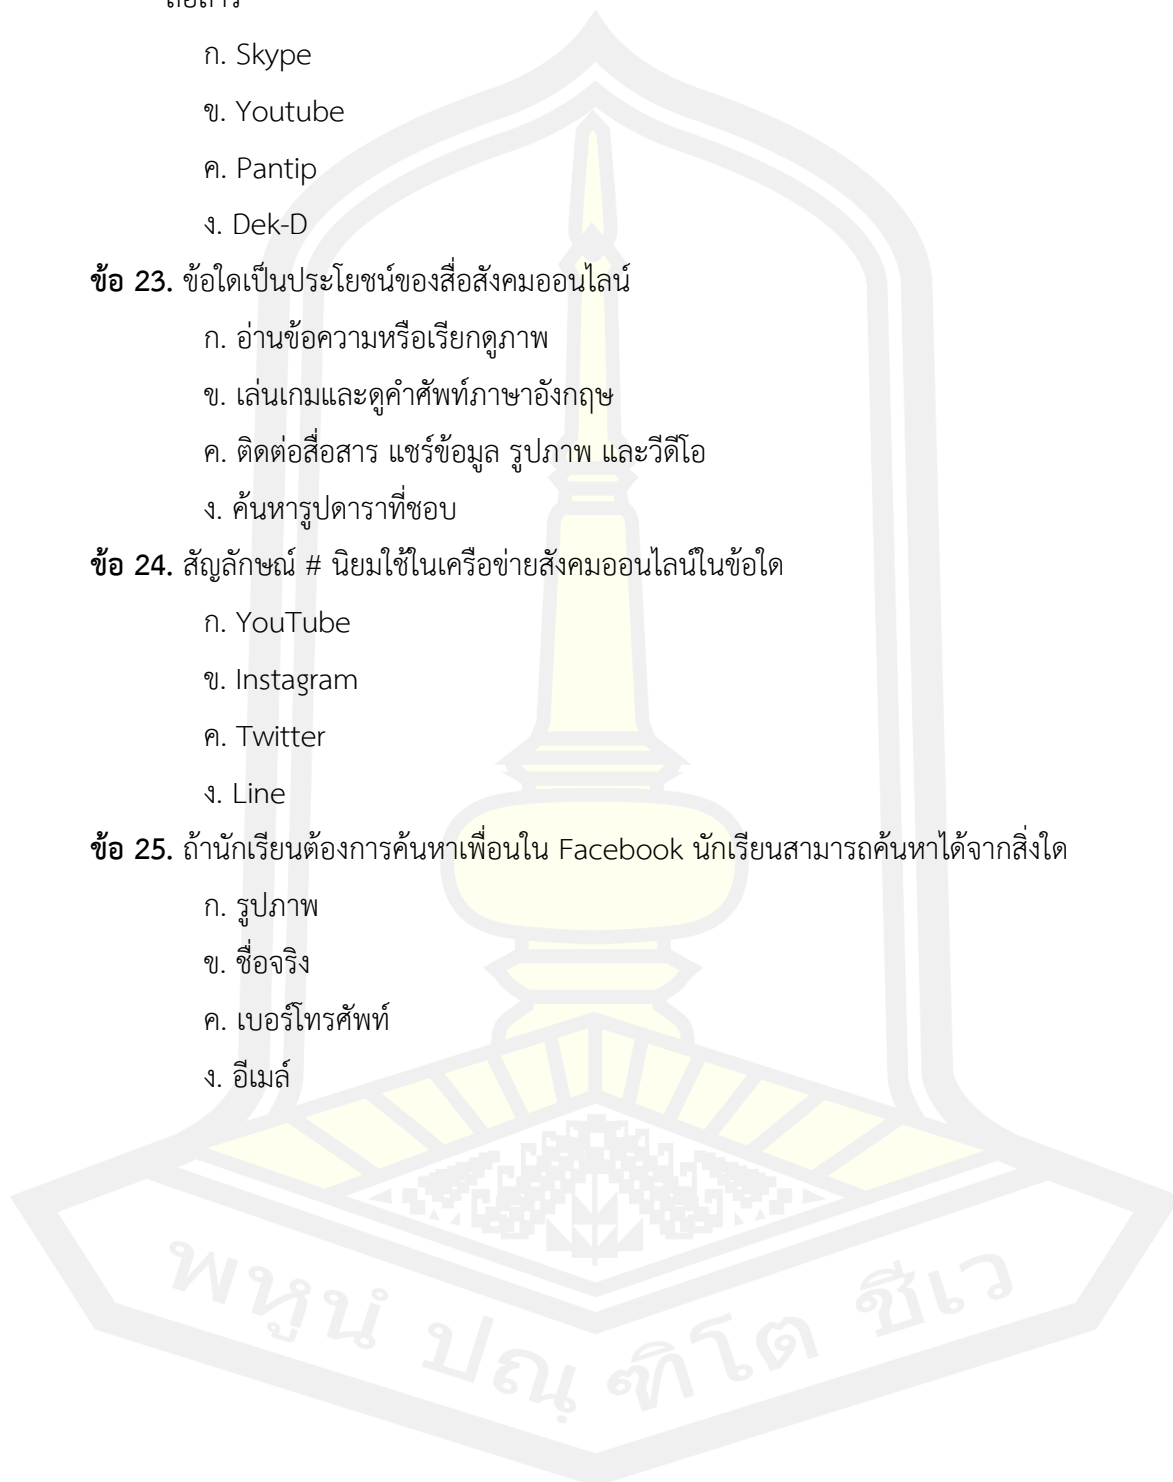 ก. Skype
ข. Youtube
ค. Pantip
ง. Dek-D
ข้อ 23. ข้อใดเป็นประโยชน์ของสื่อสังคมออนไลน์
ก. อ่านข้อความหรือเรียกดูภาพ
ข. เล่นเกมและดูคำศัพท์ภาษาอังกฤษ
ค. ติดต่อสื่อสาร แชร์ข้อมูล รูปภาพ และวีดีโอ
ง. ค้นหารูปดาราที่ชอบ
ข้อ 24. สัญลักษณ์ # นิยมใช้ในเครือข่ายสังคมออนไลน์ในข้อใด
ก. YouTube
ข. Instagram
ค. Twitter
ง. Line
ข้อ 25. ถ้านักเรียนต้องการค้นหาเพื่อนใน Facebook นักเรียนสามารถค้นหาได้จากสิ่งใด
ก. รูปภาพ
ข. ชื่อจริง
ค. เบอร์โทรศัพท์
ง. อีเมล์
พหูนํ ปณฺฑิโต ชีเว